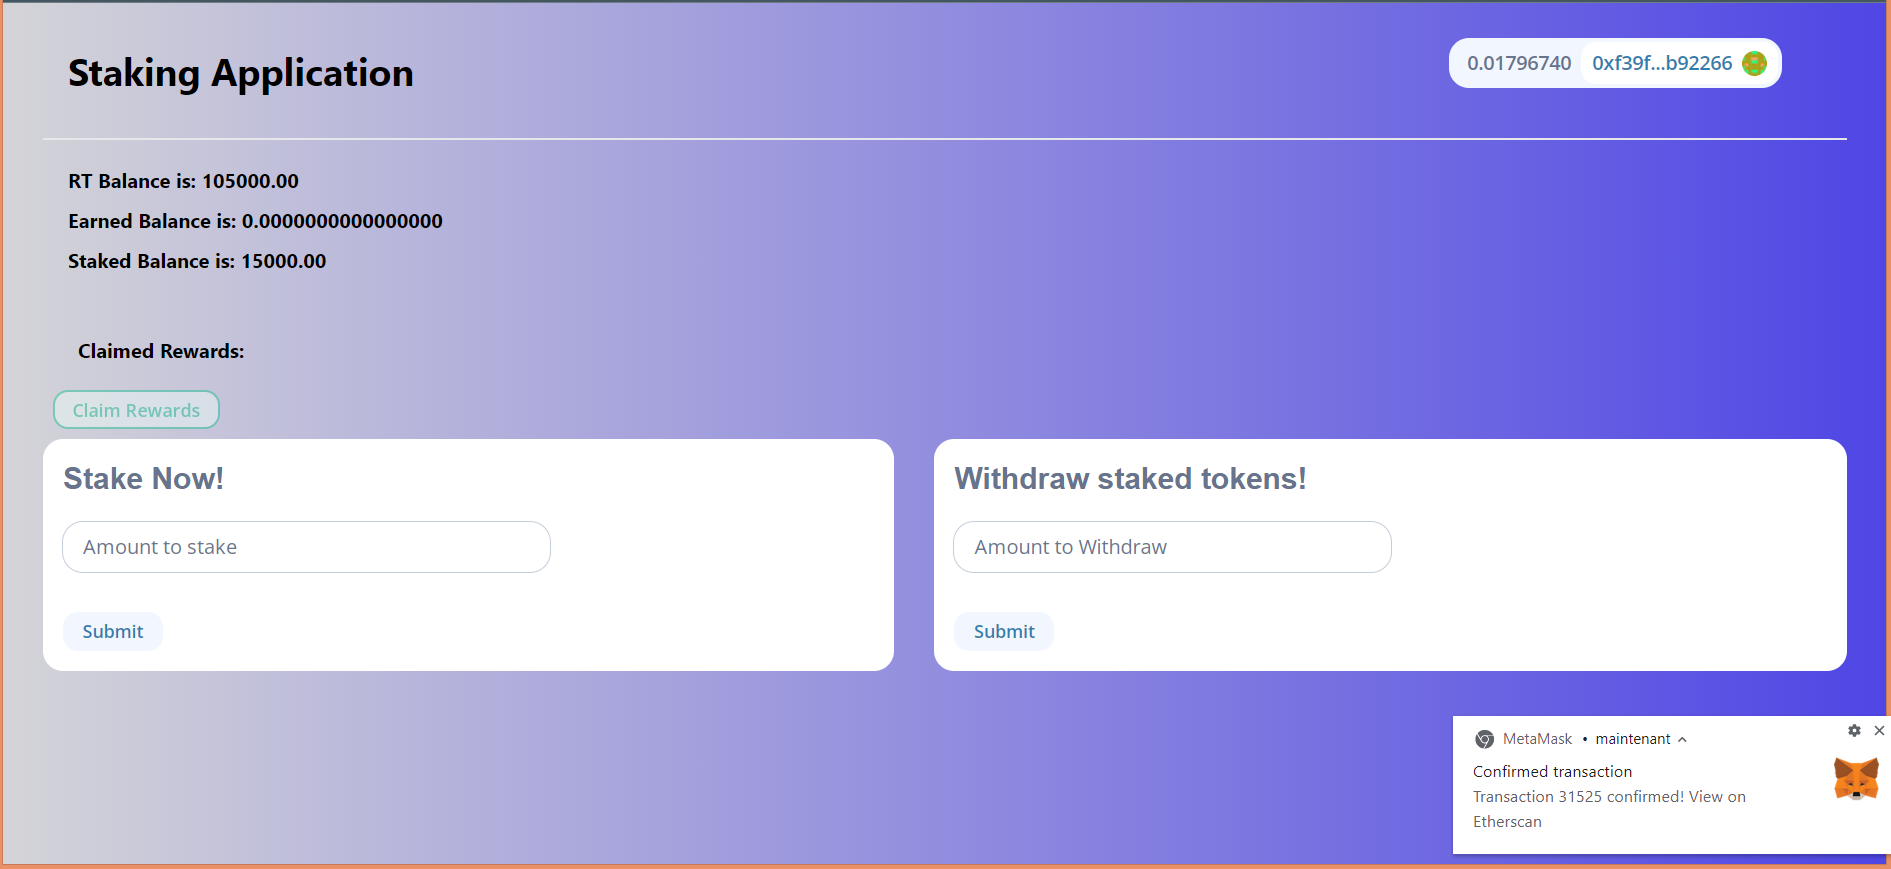 Staking Application
0.01796740 0xf39f...b92266
RT Balance is: 105000.00
Earned Balance is: 0.0000000000000000
Staked Balance is: 15000.00
Claimed Rewards:
Claim Rewards
Stake Now!
Amount to stake
Submit
Withdraw staked tokens!
Amount to Withdraw
Submit
MetaMask • maintenant
Confirmed transaction
Transaction 31525 confirmed! View on
Etherscan